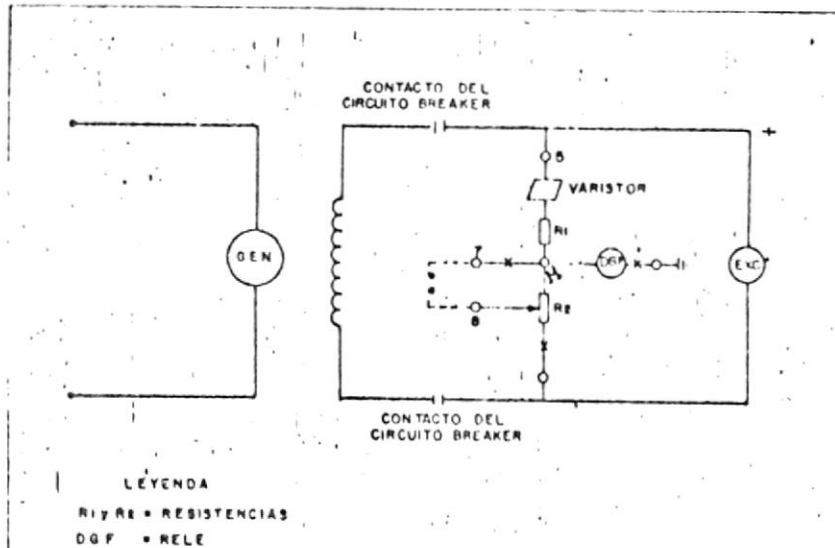 CONTACTO DEL
CIRCUITO BREAKER
+
5
VARISTOR
R1
GEN
7
DGF
EXC
8
R2
1
CONTACTO DEL
CIRCUITO BREAKER
LEYENDA
R1 y R2 = RESISTENCIAS
DGF = RELE